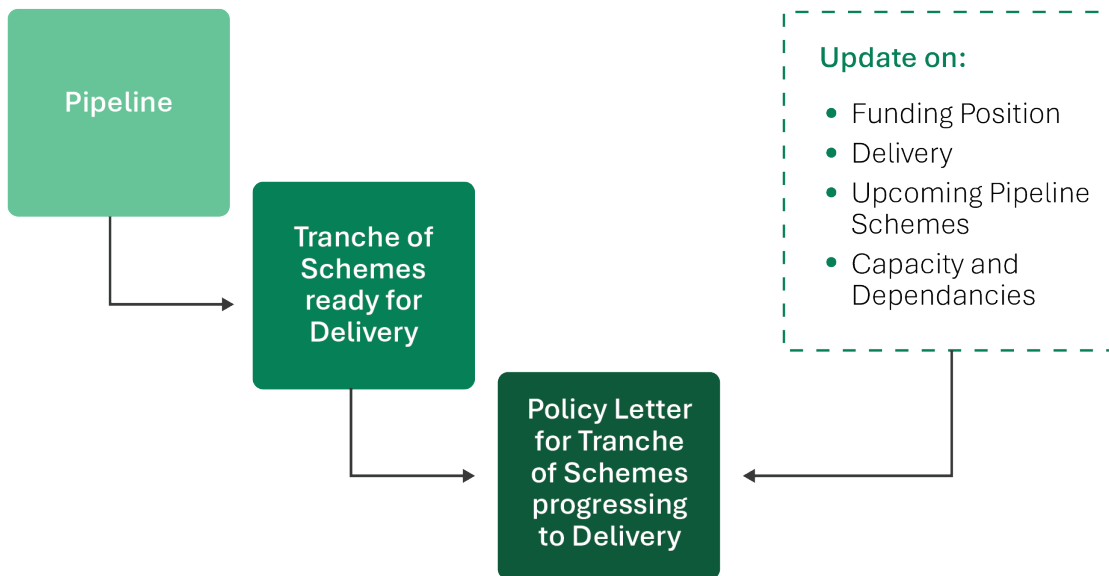 Pipeline
Tranche of
Schemes
ready for
Delivery
Policy Letter
for Tranche
of Schemes
progressing
to Delivery
Update on:
• Funding Position
• Delivery
• Upcoming Pipeline
Schemes
• Capacity and
Dependancies